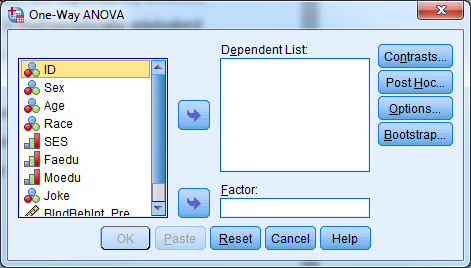 One-Way ANOVA
Dependent List:
ID
Sex
Age
Race
SES
Faedu
Moedu
Joke
BlndBehInt_Pre
Contrasts...
Post Hoc...
Options...
Bootstrap...
Factor:
OK
Paste
Reset
Cancel
Help